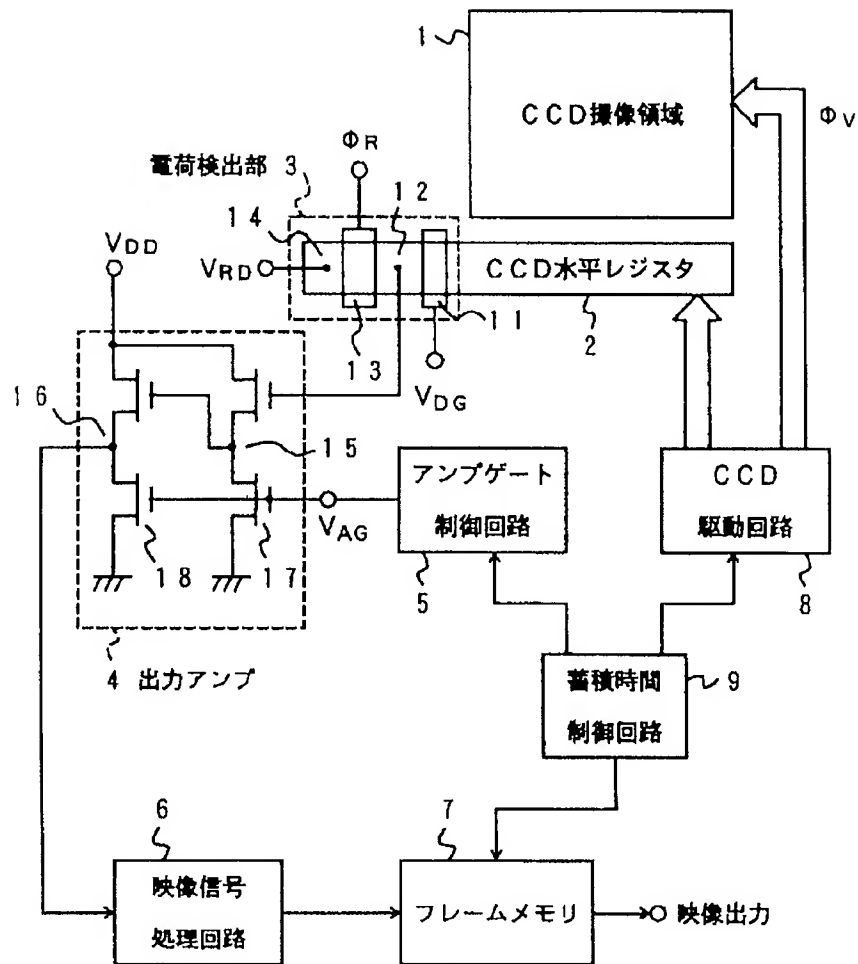 1
CCD撮像領域
ΦV
ΦR
電荷検出部 3
12
14
VDD
VRD
CCD水平レジスタ
11
2
13
VDG
16
15
アンプゲート
制御回路
CCD
駆動回路
VAG
18
17
5
8
4 出力アンプ
蓄積時間
制御回路
9
6
7
映像信号
処理回路
フレームメモリ
映像出力